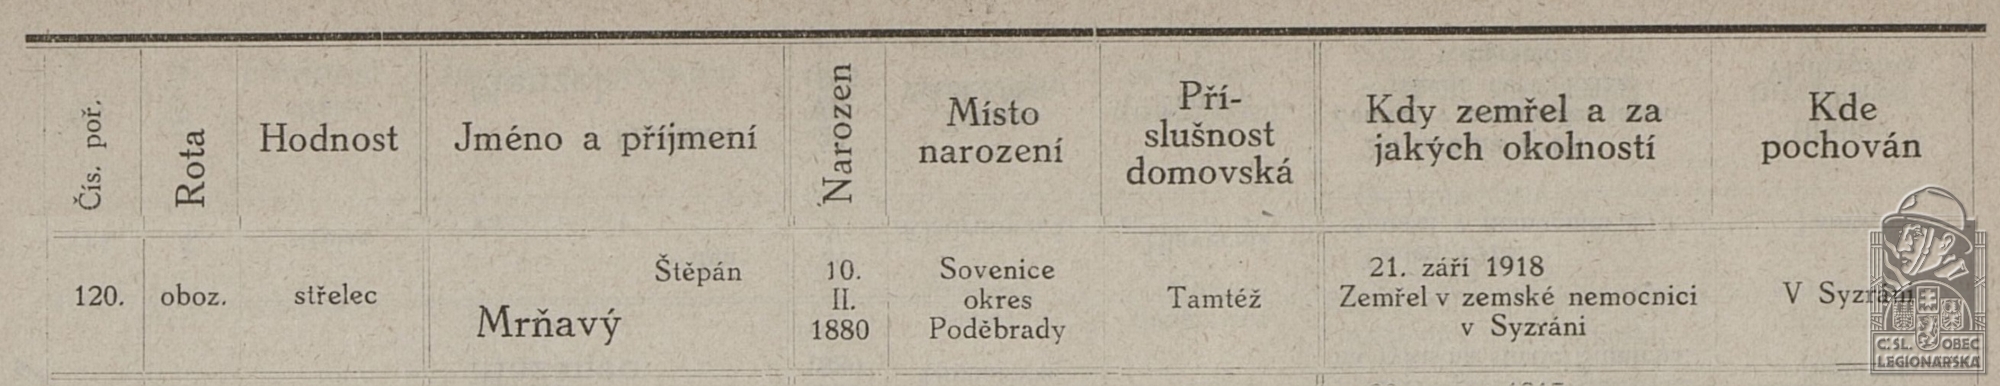 Čís. poř.
Rota
Hodnost
Jméno a příjmení
Narozen
Místo
narození
Pří-
slušnost
domovská
Kdy zemřel a za
jakých okolností
Kde
pochován
120.
oboz.
střelec
Štěpán
Mrňavý
10.
II.
1880
Sovenice
okres
Poděbrady
Tamtéž
21. září 1918
Zemřel v zemské nemocnici
v Syzráni
V Syzráni
Č. SL. OBEC
LEGIONÁŘSKÁ